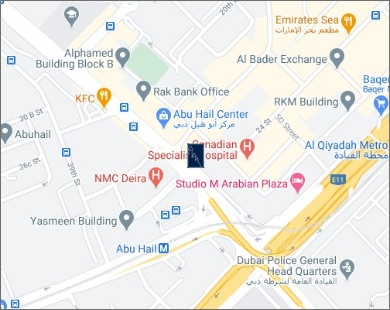 20th St
Emirates Sea
مطعم بحر الإمارات
Alphamed
Building Block B
Al Bader Exchange
Rak Bank Office
KFC
Baqer
Baqer M
RKM Building
30 B St
Abu Hail Center
مركز أبو هيل دبي
24 St
SD Street
Abuhail
Canadian
Specialist Hospital
Al Qiyadah Metro
محطة القيادة
39th St
NMC Deira
Studio M Arabian Plaza
E11
Yasmeen Building
Abu Hail M
Dubai Police General
Head Quarters
القيادة العامة لشرطة دبي